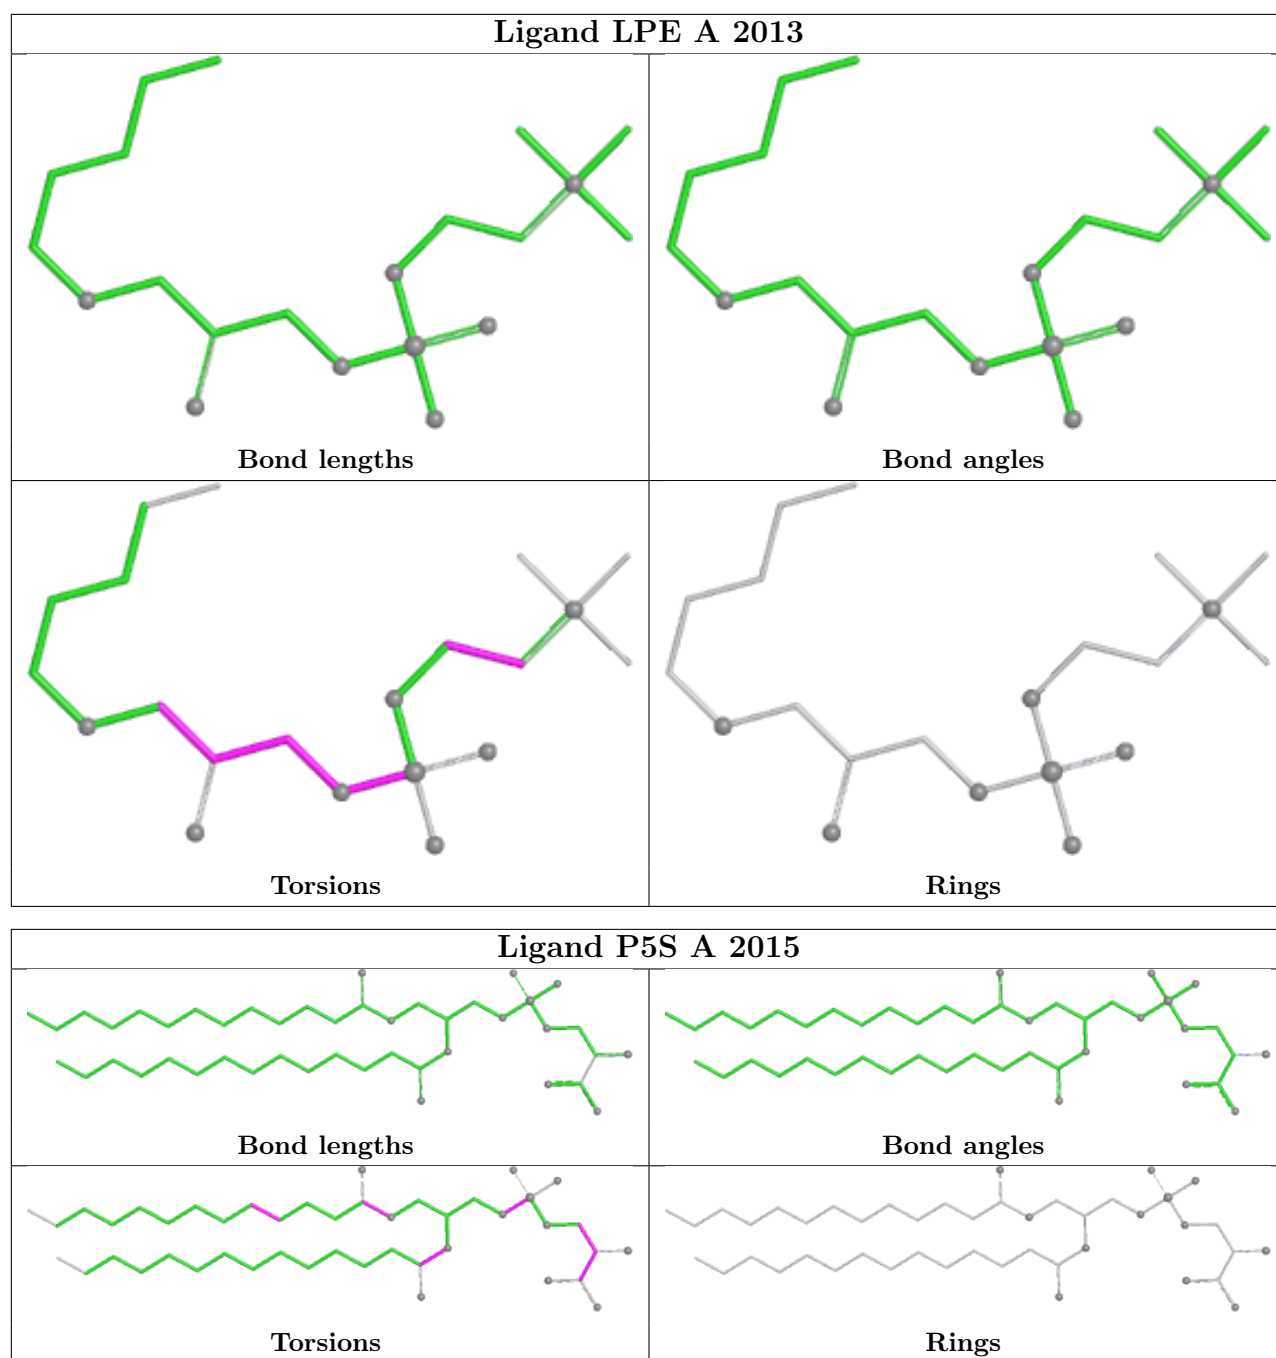 Ligand LPE A 2013
Bond lengths
Bond angles
Torsions
Rings
Ligand P5S A 2015
Bond lengths
Bond angles
Torsions
Rings